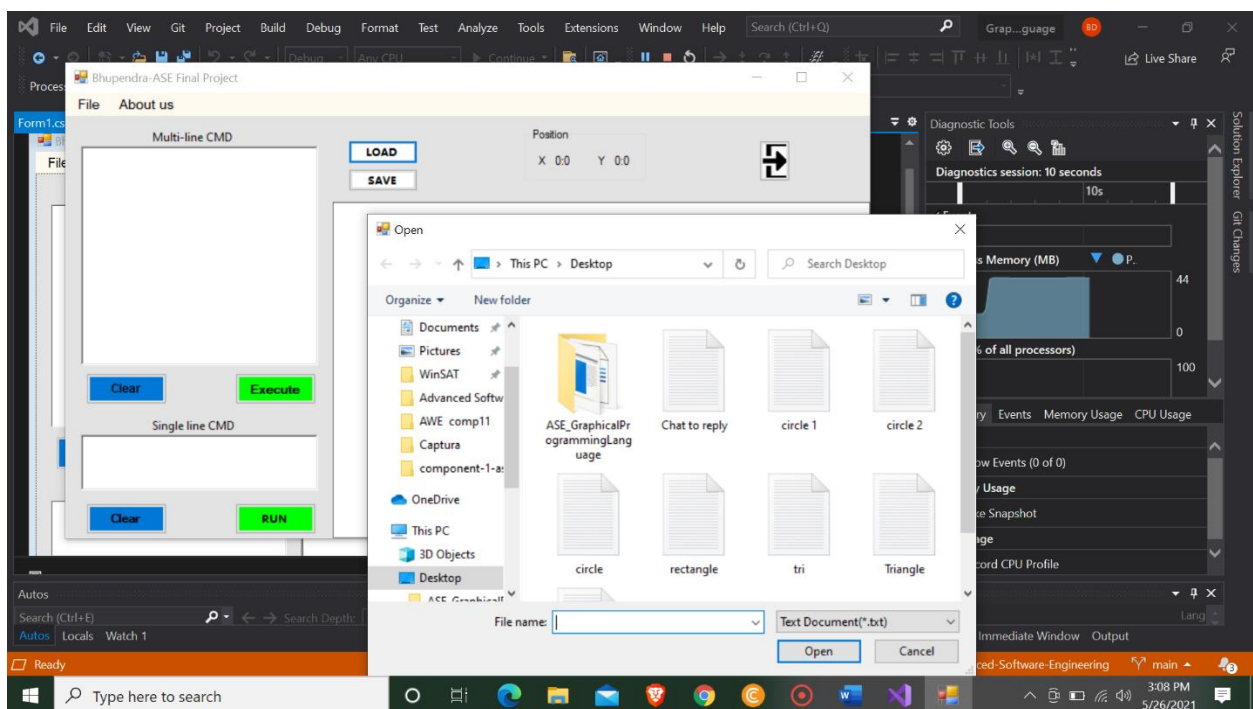 File Edit View Git Project Build Debug Format Test Analyze Tools Extensions Window Help Search (Ctrl+Q) Grap...guage BD
Debug Any CPU Continue Live Share
Proces
Bhupendra-ASE Final Project
File About us
Form1.cs
File
Multi-line CMD
LOAD
SAVE
Position
X 0:0 Y 0:0
Clear Execute
Single line CMD
Clear RUN
Open
This PC > Desktop
Search Desktop
Organize New folder
Documents
Pictures
WinSAT
Advanced Softw
AWE comp11
Captura
component-1-a
OneDrive
This PC
3D Objects
Desktop
ASE_GraphicalPr
ogrammingLang
uage
Chat to reply
circle 1
circle 2
circle
rectangle
tri
Triangle
File name:
Text Document(*.txt)
Open Cancel
Diagnostic Tools
Diagnostics session: 10 seconds
10s
s Memory (MB) P..
44
0
% of all processors)
100
ry Events Memory Usage CPU Usage
ow Events (0 of 0)
y Usage
ke Snapshot
age
cord CPU Profile
Solution Explorer
Git Changes
Autos
Search (Ctrl+E) Search Depth:
Lang
Autos Locals Watch 1
Immediate Window Output
Ready
ced-Software-Engineering main 3
Type here to search
3:08 PM
5/26/2021